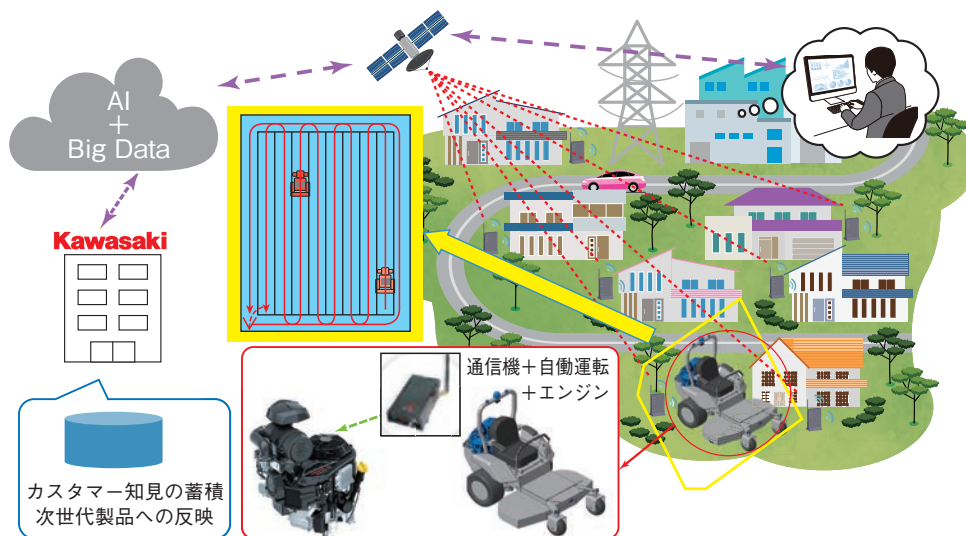 AI
+
Big Data
Kawasaki
通信機＋自働運転
＋エンジン
カスタマー知見の蓄積
次世代製品への反映